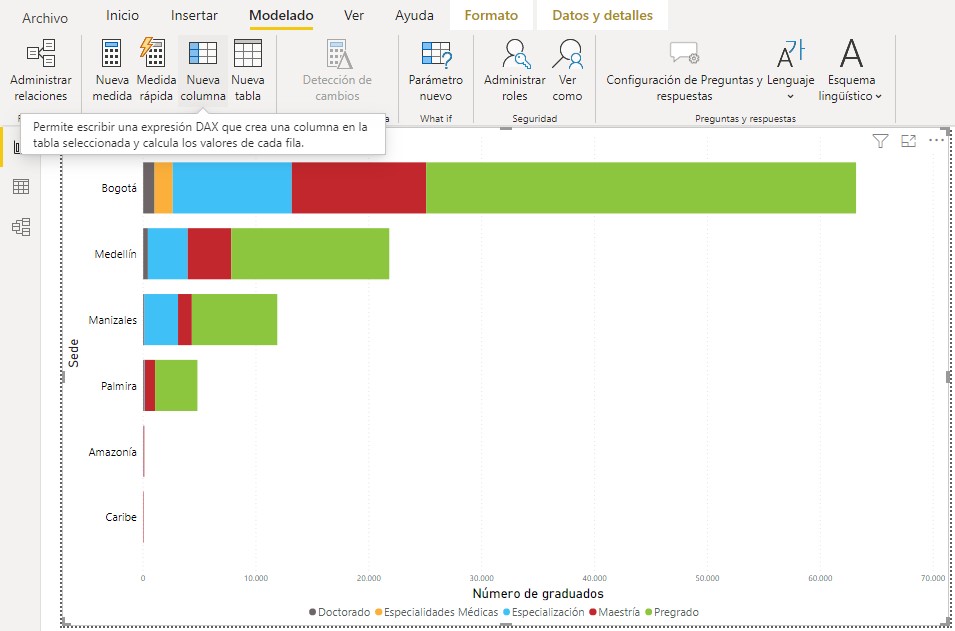 Archivo Inicio Insertar Modelado Ver Ayuda Formato Datos y detalles
Administrar relaciones
Nueva medida
Medida rápida
Nueva columna
Nueva tabla
Detección de cambios
Parámetro nuevo
Administrar roles
Ver como
Configuración de Preguntas y respuestas
Lenguaje
Esquema lingüístico
What if
Seguridad
Preguntas y respuestas
Permite escribir una expresión DAX que crea una columna en la
tabla seleccionada y calcula los valores de cada fila.
Bogotá
Medellín
Manizales
Palmira
Amazonía
Caribe
Sede
0 10.000 20.000 30.000 40.000 50.000 60.000 70.000
Número de graduados
Doctorado Especialidades Médicas Especialización Maestría Pregrado